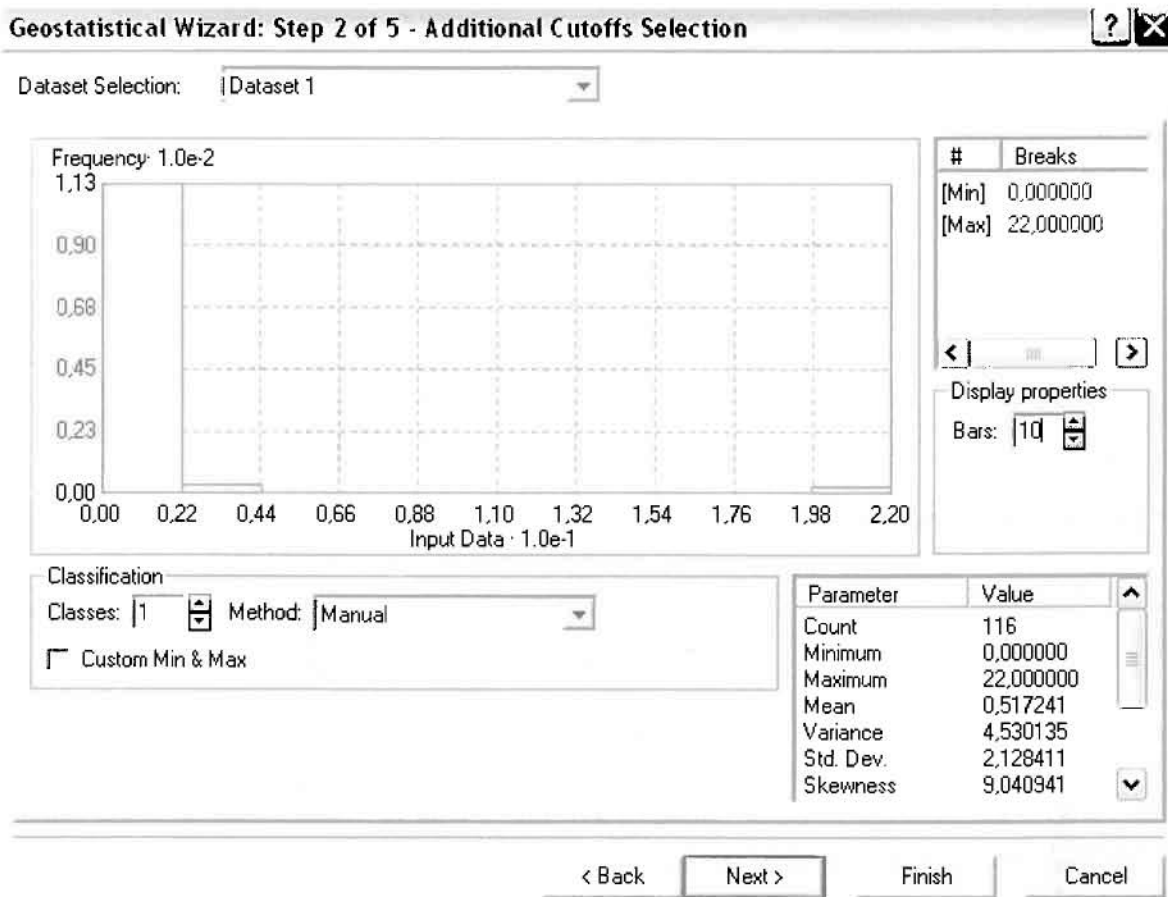 Geostatistical Wizard: Step 2 of 5 - Additional Cutoffs Selection ? X
Dataset Selection: Dataset 1
Frequency · 1.0e-2
1,13
0,90
0,68
0,45
0,23
0,00
0,00 0,22 0,44 0,66 0,88 1,10 1,32 1,54 1,76 1,98 2,20
Input Data · 1.0e-1
# Breaks
[Min] 0,000000
[Max] 22,000000
Display properties
Bars: 10
Classification
Classes: 1 Method: Manual
Custom Min & Max
Parameter Value
Count 116
Minimum 0,000000
Maximum 22,000000
Mean 0,517241
Variance 4,530135
Std. Dev. 2,128411
Skewness 9,040941
< Back Next > Finish Cancel